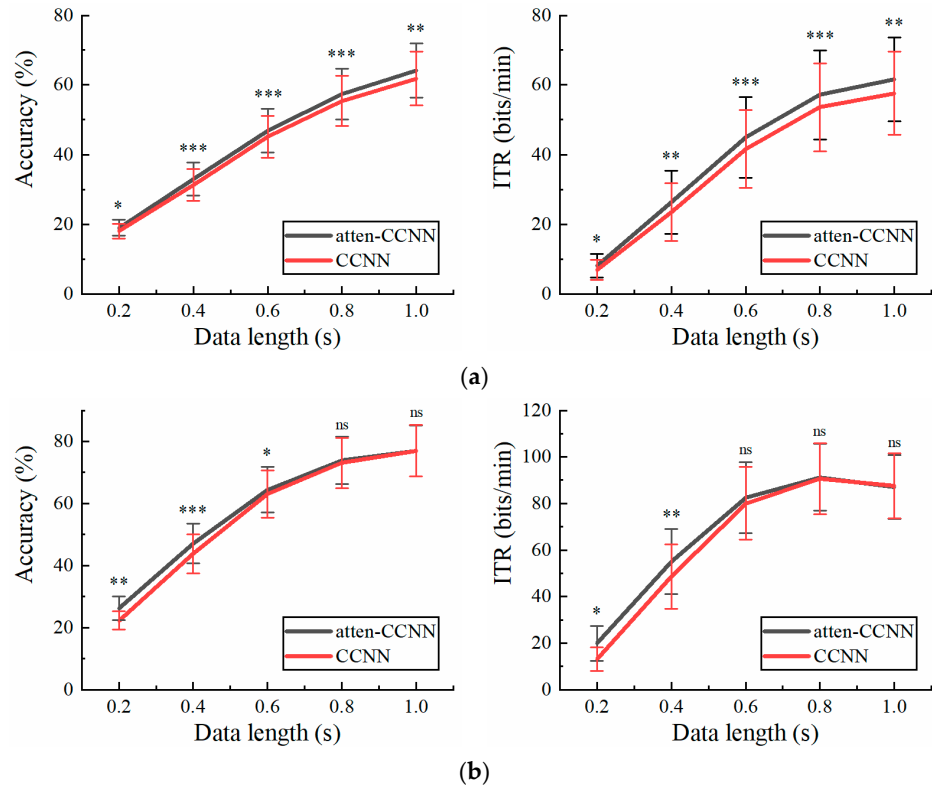 Accuracy (%)
80
60
40
20
0
*
***
***
***
**
atten-CCNN
CCNN
0.2 0.4 0.6 0.8 1.0
Data length (s)
ITR (bits/min)
80
60
40
20
0
*
**
***
***
**
atten-CCNN
CCNN
0.2 0.4 0.6 0.8 1.0
Data length (s)
(a)
Accuracy (%)
80
60
40
20
0
**
***
*
ns
ns
atten-CCNN
CCNN
0.2 0.4 0.6 0.8 1.0
Data length (s)
ITR (bits/min)
120
100
80
60
40
20
0
*
**
ns
ns
ns
atten-CCNN
CCNN
0.2 0.4 0.6 0.8 1.0
Data length (s)
(b)